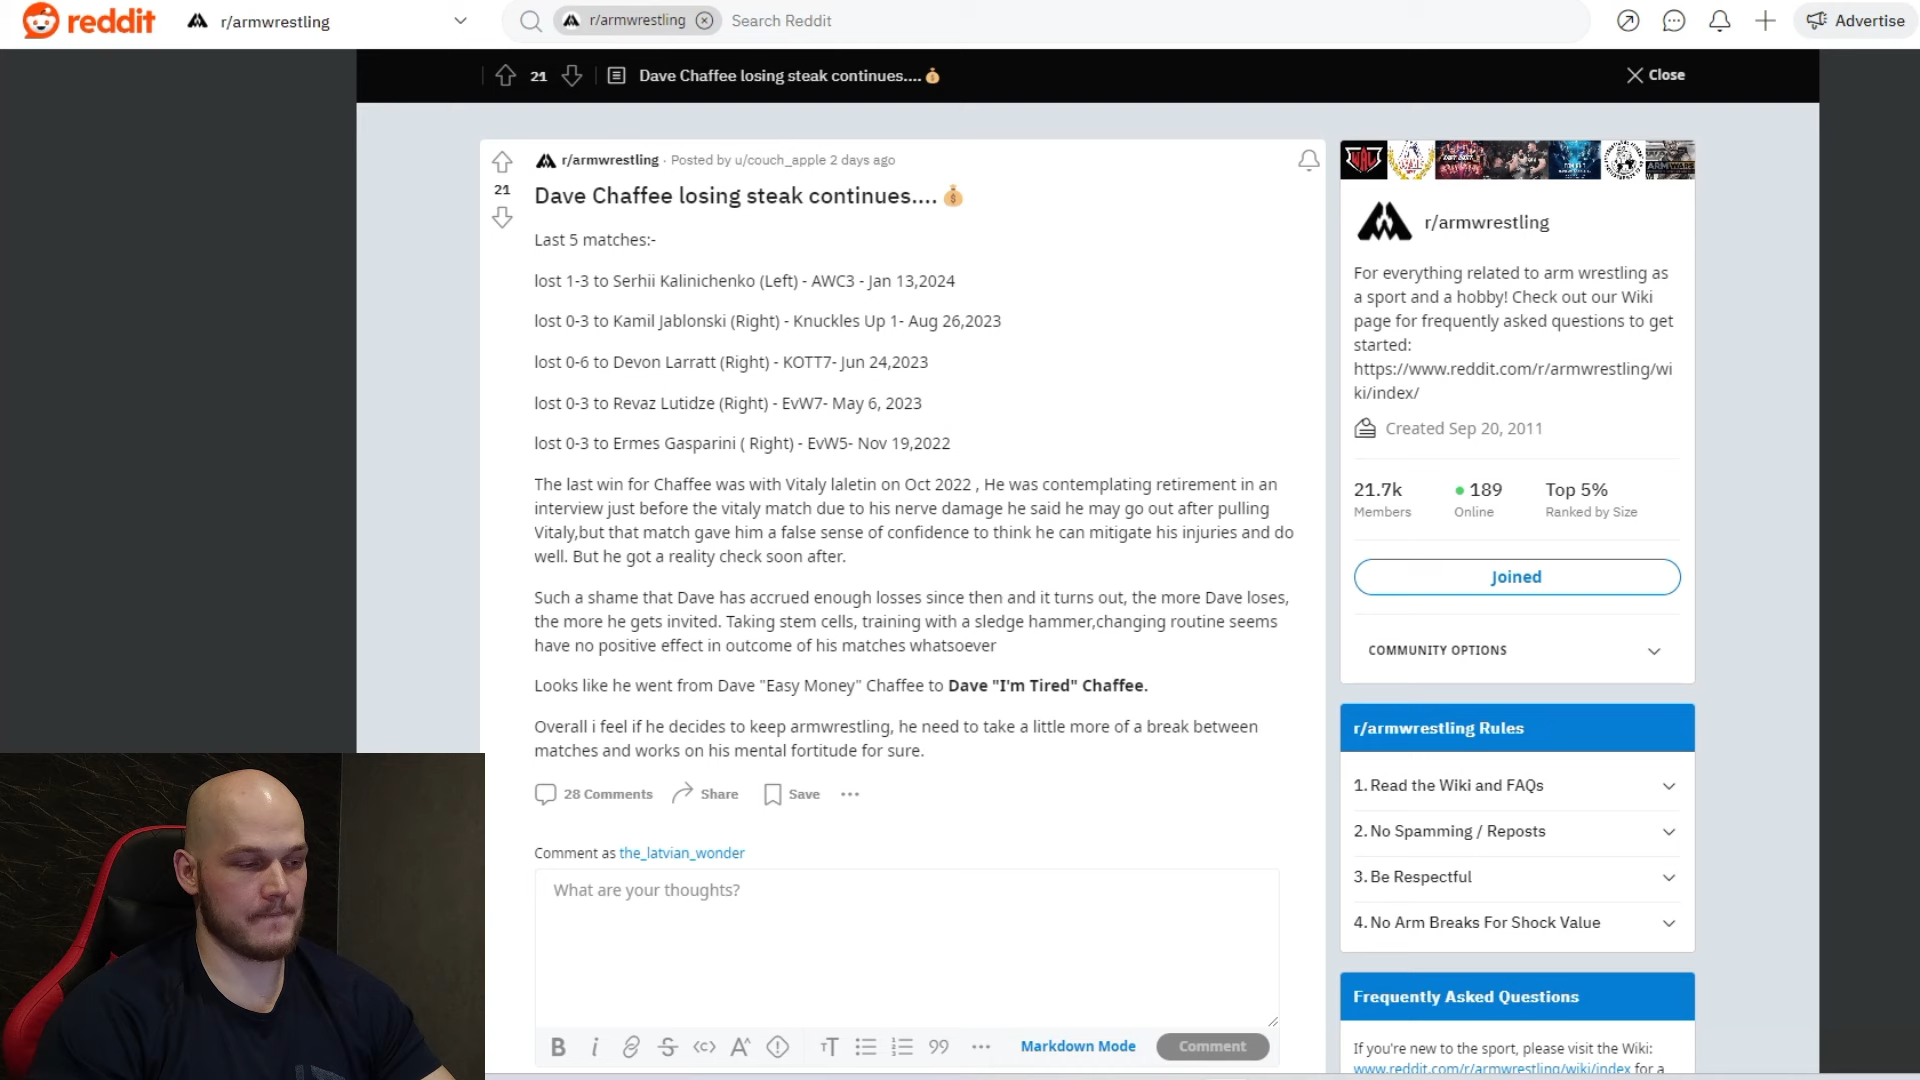 reddit
r/armwrestling
r/armwrestling
Search Reddit
Advertise
21
Dave Chaffee losing steak continues....
Close
r/armwrestling · Posted by u/couch_apple 2 days ago
21
Dave Chaffee losing steak continues....
Last 5 matches:-
lost 1-3 to Serhii Kalinichenko (Left) - AWC3 - Jan 13,2024
lost 0-3 to Kamil Jablonski (Right) - Knuckles Up 1- Aug 26,2023
lost 0-6 to Devon Larratt (Right) - KOTT7- Jun 24,2023
lost 0-3 to Revaz Lutidze (Right) - EvW7- May 6, 2023
lost 0-3 to Ermes Gasparini ( Right) - EvW5- Nov 19,2022
The last win for Chaffee was with Vitaly laletin on Oct 2022 , He was contemplating retirement in an
interview just before the vitaly match due to his nerve damage he said he may go out after pulling
Vitaly,but that match gave him a false sense of confidence to think he can mitigate his injuries and do
well. But he got a reality check soon after.
Such a shame that Dave has accrued enough losses since then and it turns out, the more Dave loses,
the more he gets invited. Taking stem cells, training with a sledge hammer,changing routine seems
have no positive effect in outcome of his matches whatsoever
Looks like he went from Dave "Easy Money" Chaffee to Dave "I'm Tired" Chaffee.
Overall i feel if he decides to keep armwrestling, he need to take a little more of a break between
matches and works on his mental fortitude for sure.
28 Comments
Share
Save
Comment as the_latvian_wonder
What are your thoughts?
Markdown Mode
Comment
WAL
r/armwrestling
For everything related to arm wrestling as
a sport and a hobby! Check out our Wiki
page for frequently asked questions to get
started:
https://www.reddit.com/r/armwrestling/wi
ki/index/
Created Sep 20, 2011
21.7k
189
Top 5%
Members
Online
Ranked by Size
Joined
COMMUNITY OPTIONS
r/armwrestling Rules
1. Read the Wiki and FAQs
2. No Spamming / Reposts
3. Be Respectful
4. No Arm Breaks For Shock Value
Frequently Asked Questions
If you're new to the sport, please visit the Wiki:
www.reddit.com/r/armwrestling/wiki/index for a